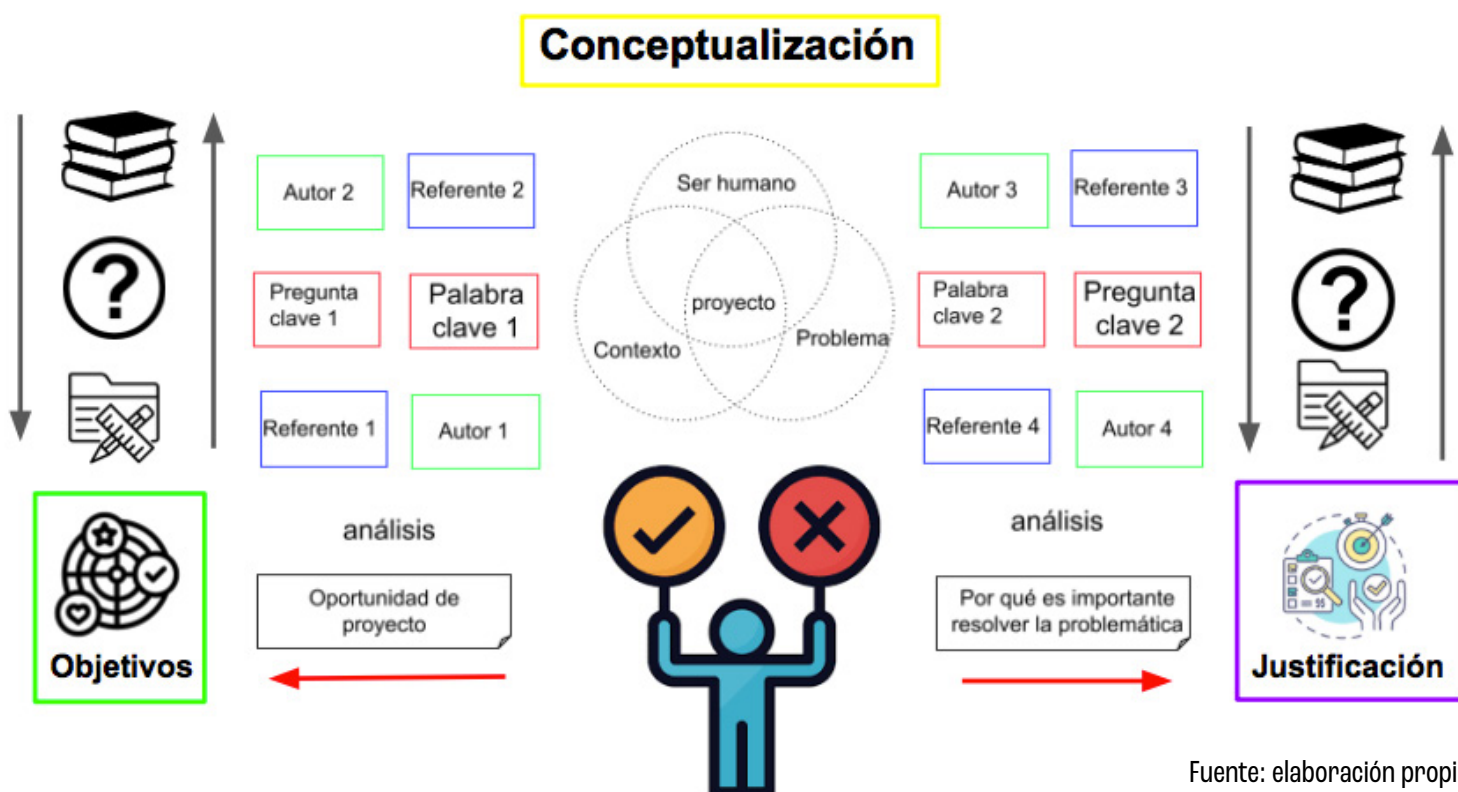 Conceptualización
Autor 2
Referente 2
Pregunta
clave 1
Palabra
clave 1
Referente 1
Autor 1
análisis
Oportunidad de
proyecto
Objetivos
Ser humano
proyecto
Contexto
Problema
Autor 3
Referente 3
Palabra
clave 2
Pregunta
clave 2
Referente 4
Autor 4
análisis
Por qué es importante
resolver la problemática
Justificación
Fuente: elaboración propi